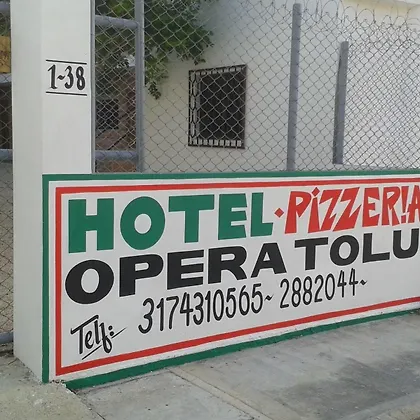 1-38
HOTEL·PIZZERIA
OPERA TOLU
Telf: 3174310565~2882044~